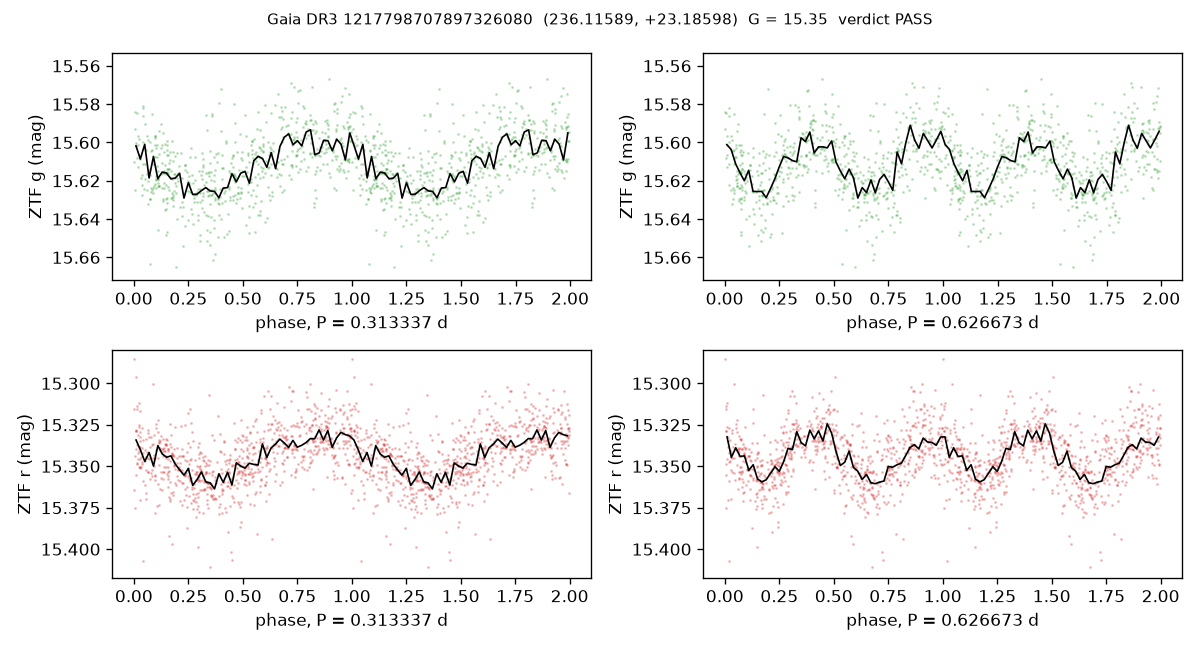 Gaia DR3 1217798707897326080  (236.11589, +23.18598)  G = 15.35  verdict PASS
ZTF g (mag)
15.56
15.58
15.60
15.62
15.64
15.66
0.00 0.25 0.50 0.75 1.00 1.25 1.50 1.75 2.00
phase, P = 0.313337 d
ZTF g (mag)
15.56
15.58
15.60
15.62
15.64
15.66
0.00 0.25 0.50 0.75 1.00 1.25 1.50 1.75 2.00
phase, P = 0.626673 d
ZTF r (mag)
15.300
15.325
15.350
15.375
15.400
0.00 0.25 0.50 0.75 1.00 1.25 1.50 1.75 2.00
phase, P = 0.313337 d
ZTF r (mag)
15.300
15.325
15.350
15.375
15.400
0.00 0.25 0.50 0.75 1.00 1.25 1.50 1.75 2.00
phase, P = 0.626673 d